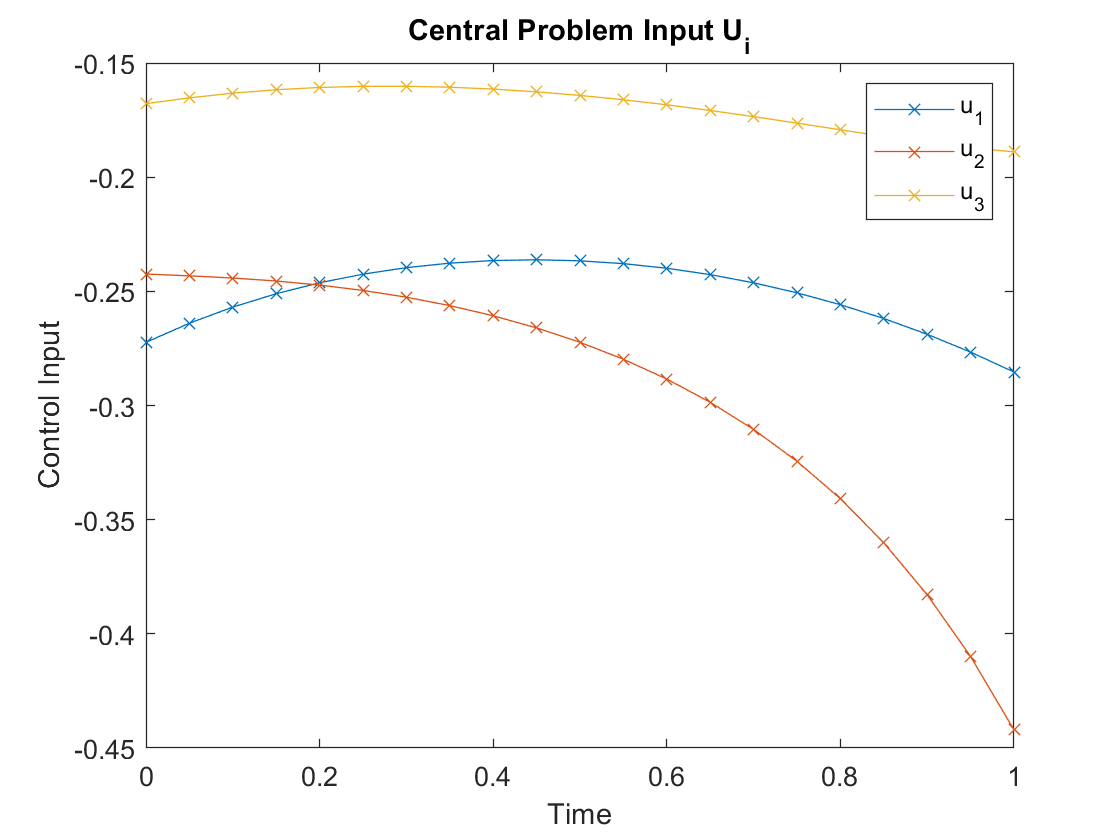 Central Problem Input U_i
-0.15
-0.2
-0.25
-0.3
-0.35
-0.4
-0.45
Control Input
u_1
u_2
u_3
0 0.2 0.4 0.6 0.8 1
Time